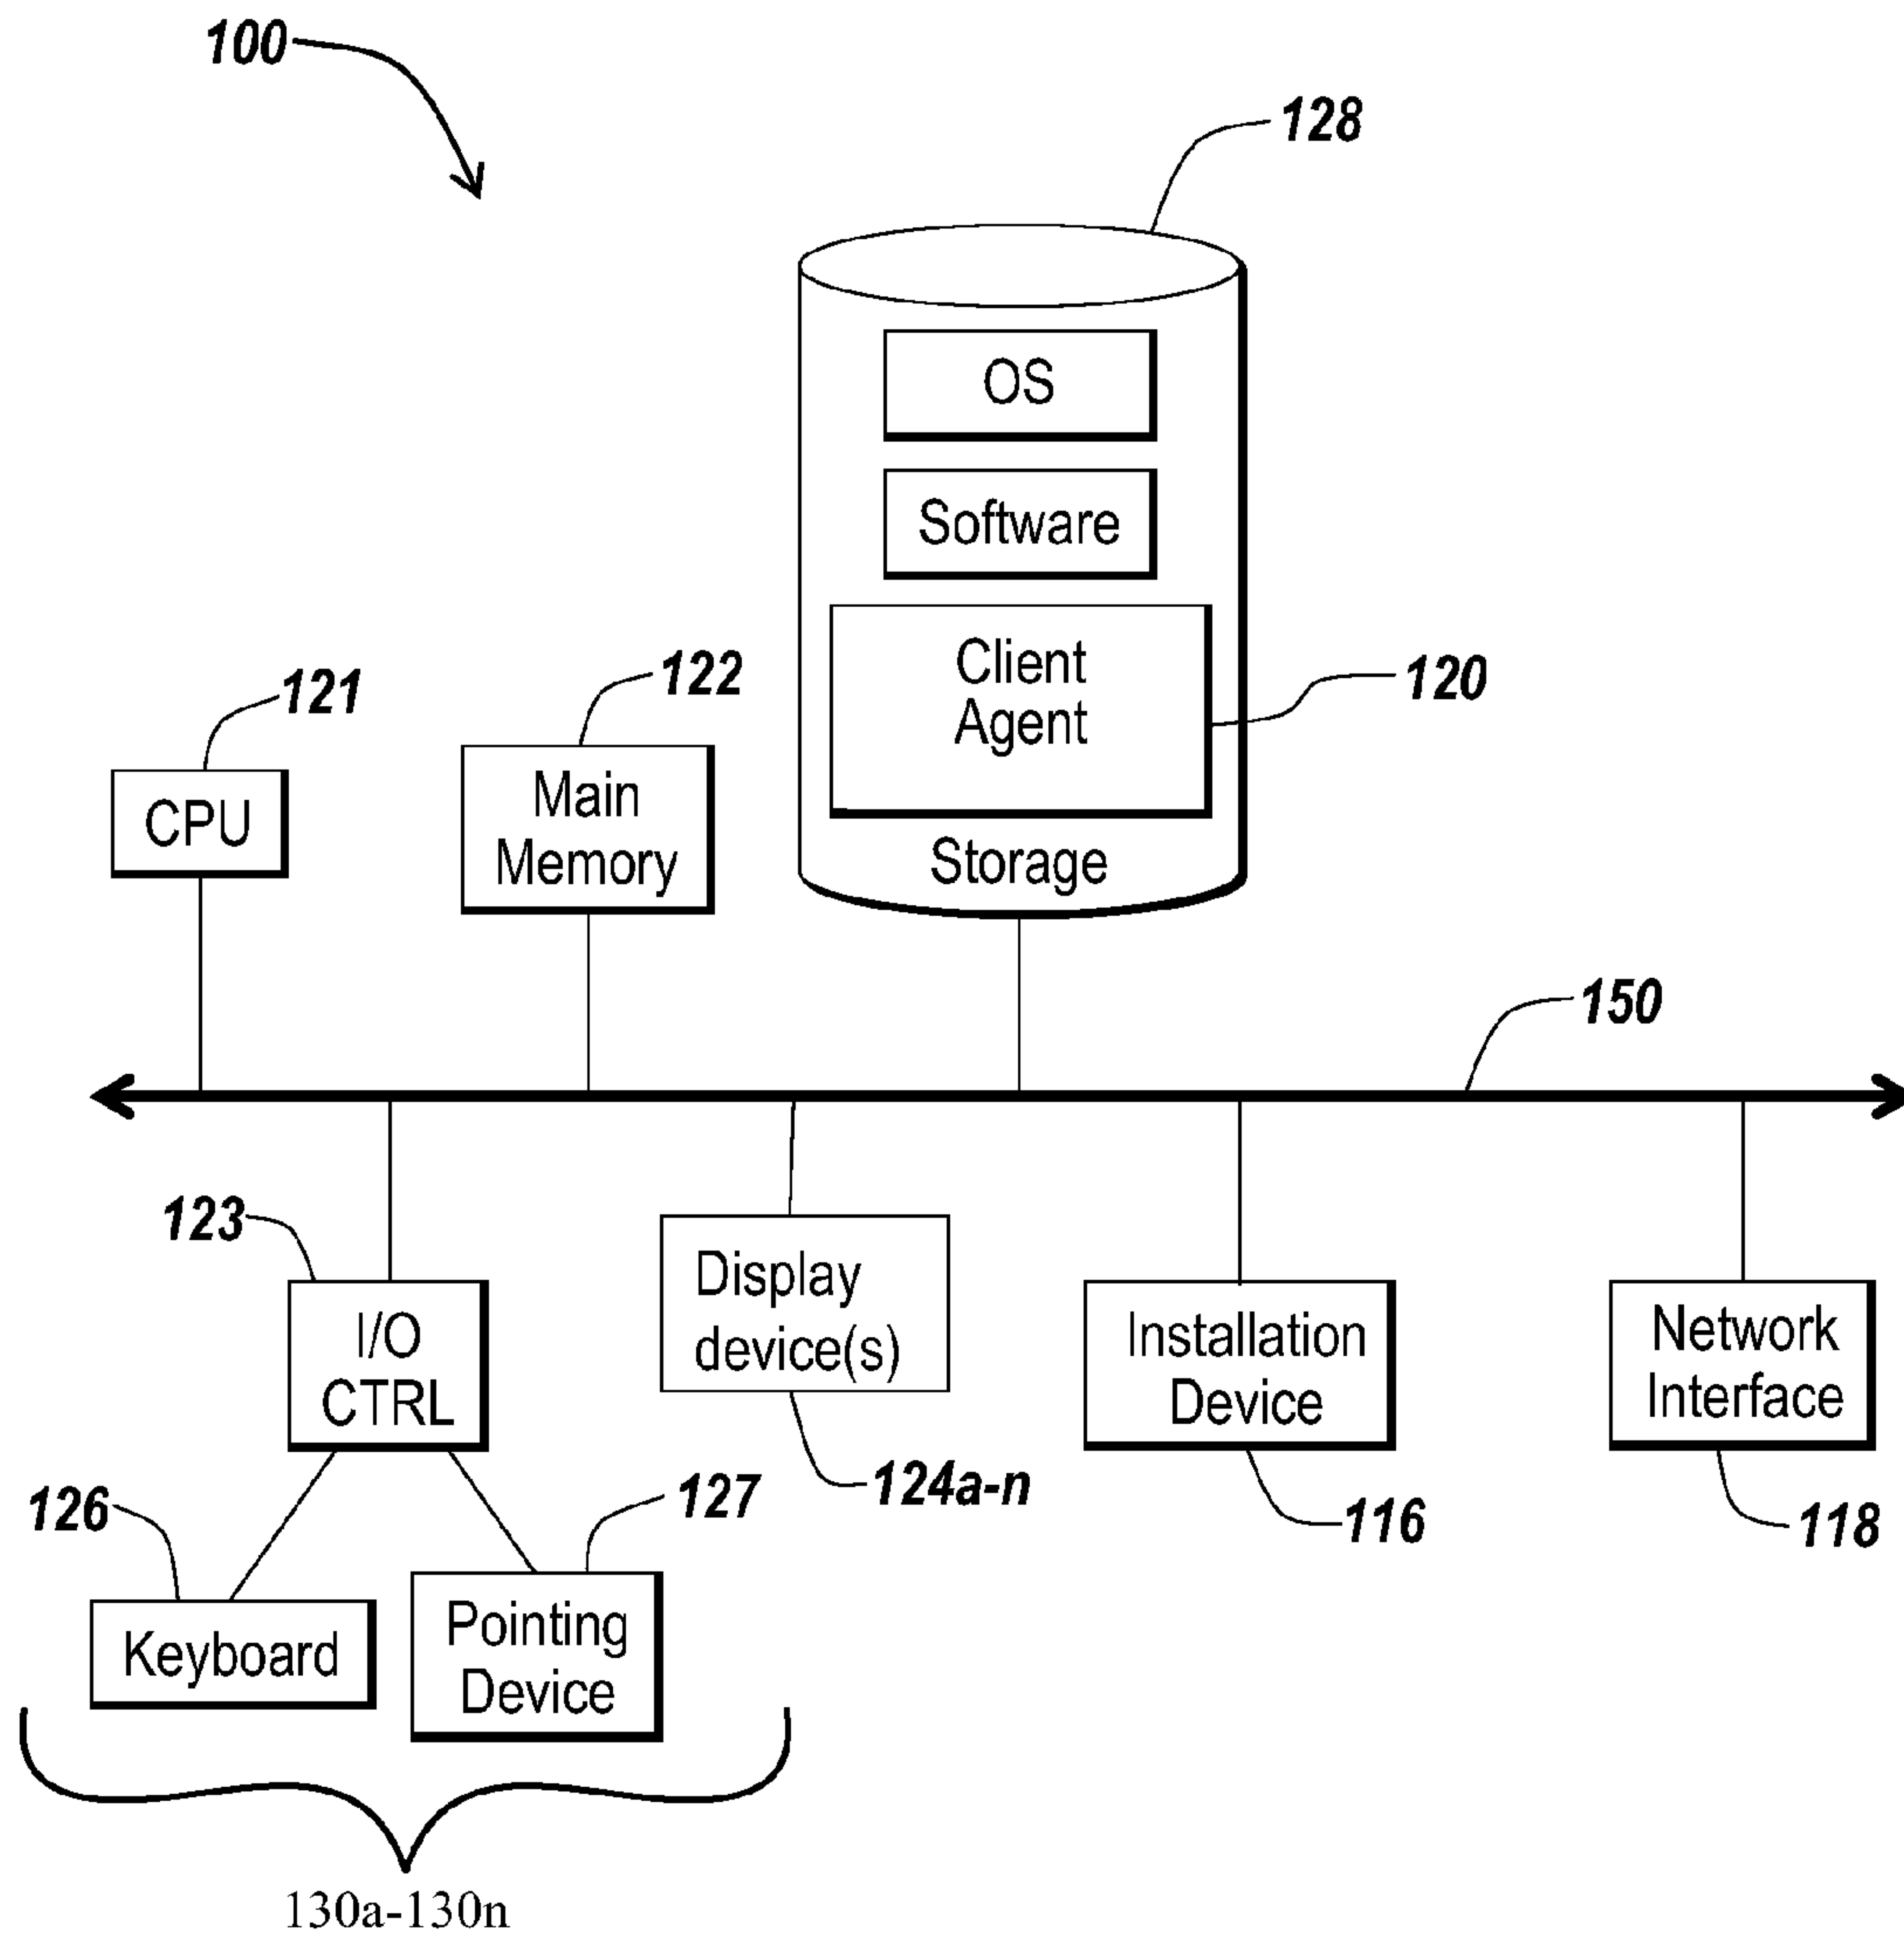 100
128
OS
Software
Client
Agent
120
Storage
121
CPU
122
Main
Memory
150
123
I/O
CTRL
Display
device(s)
124a-n
Installation
Device
116
Network
Interface
118
126
Keyboard
127
Pointing
Device
130a-130n